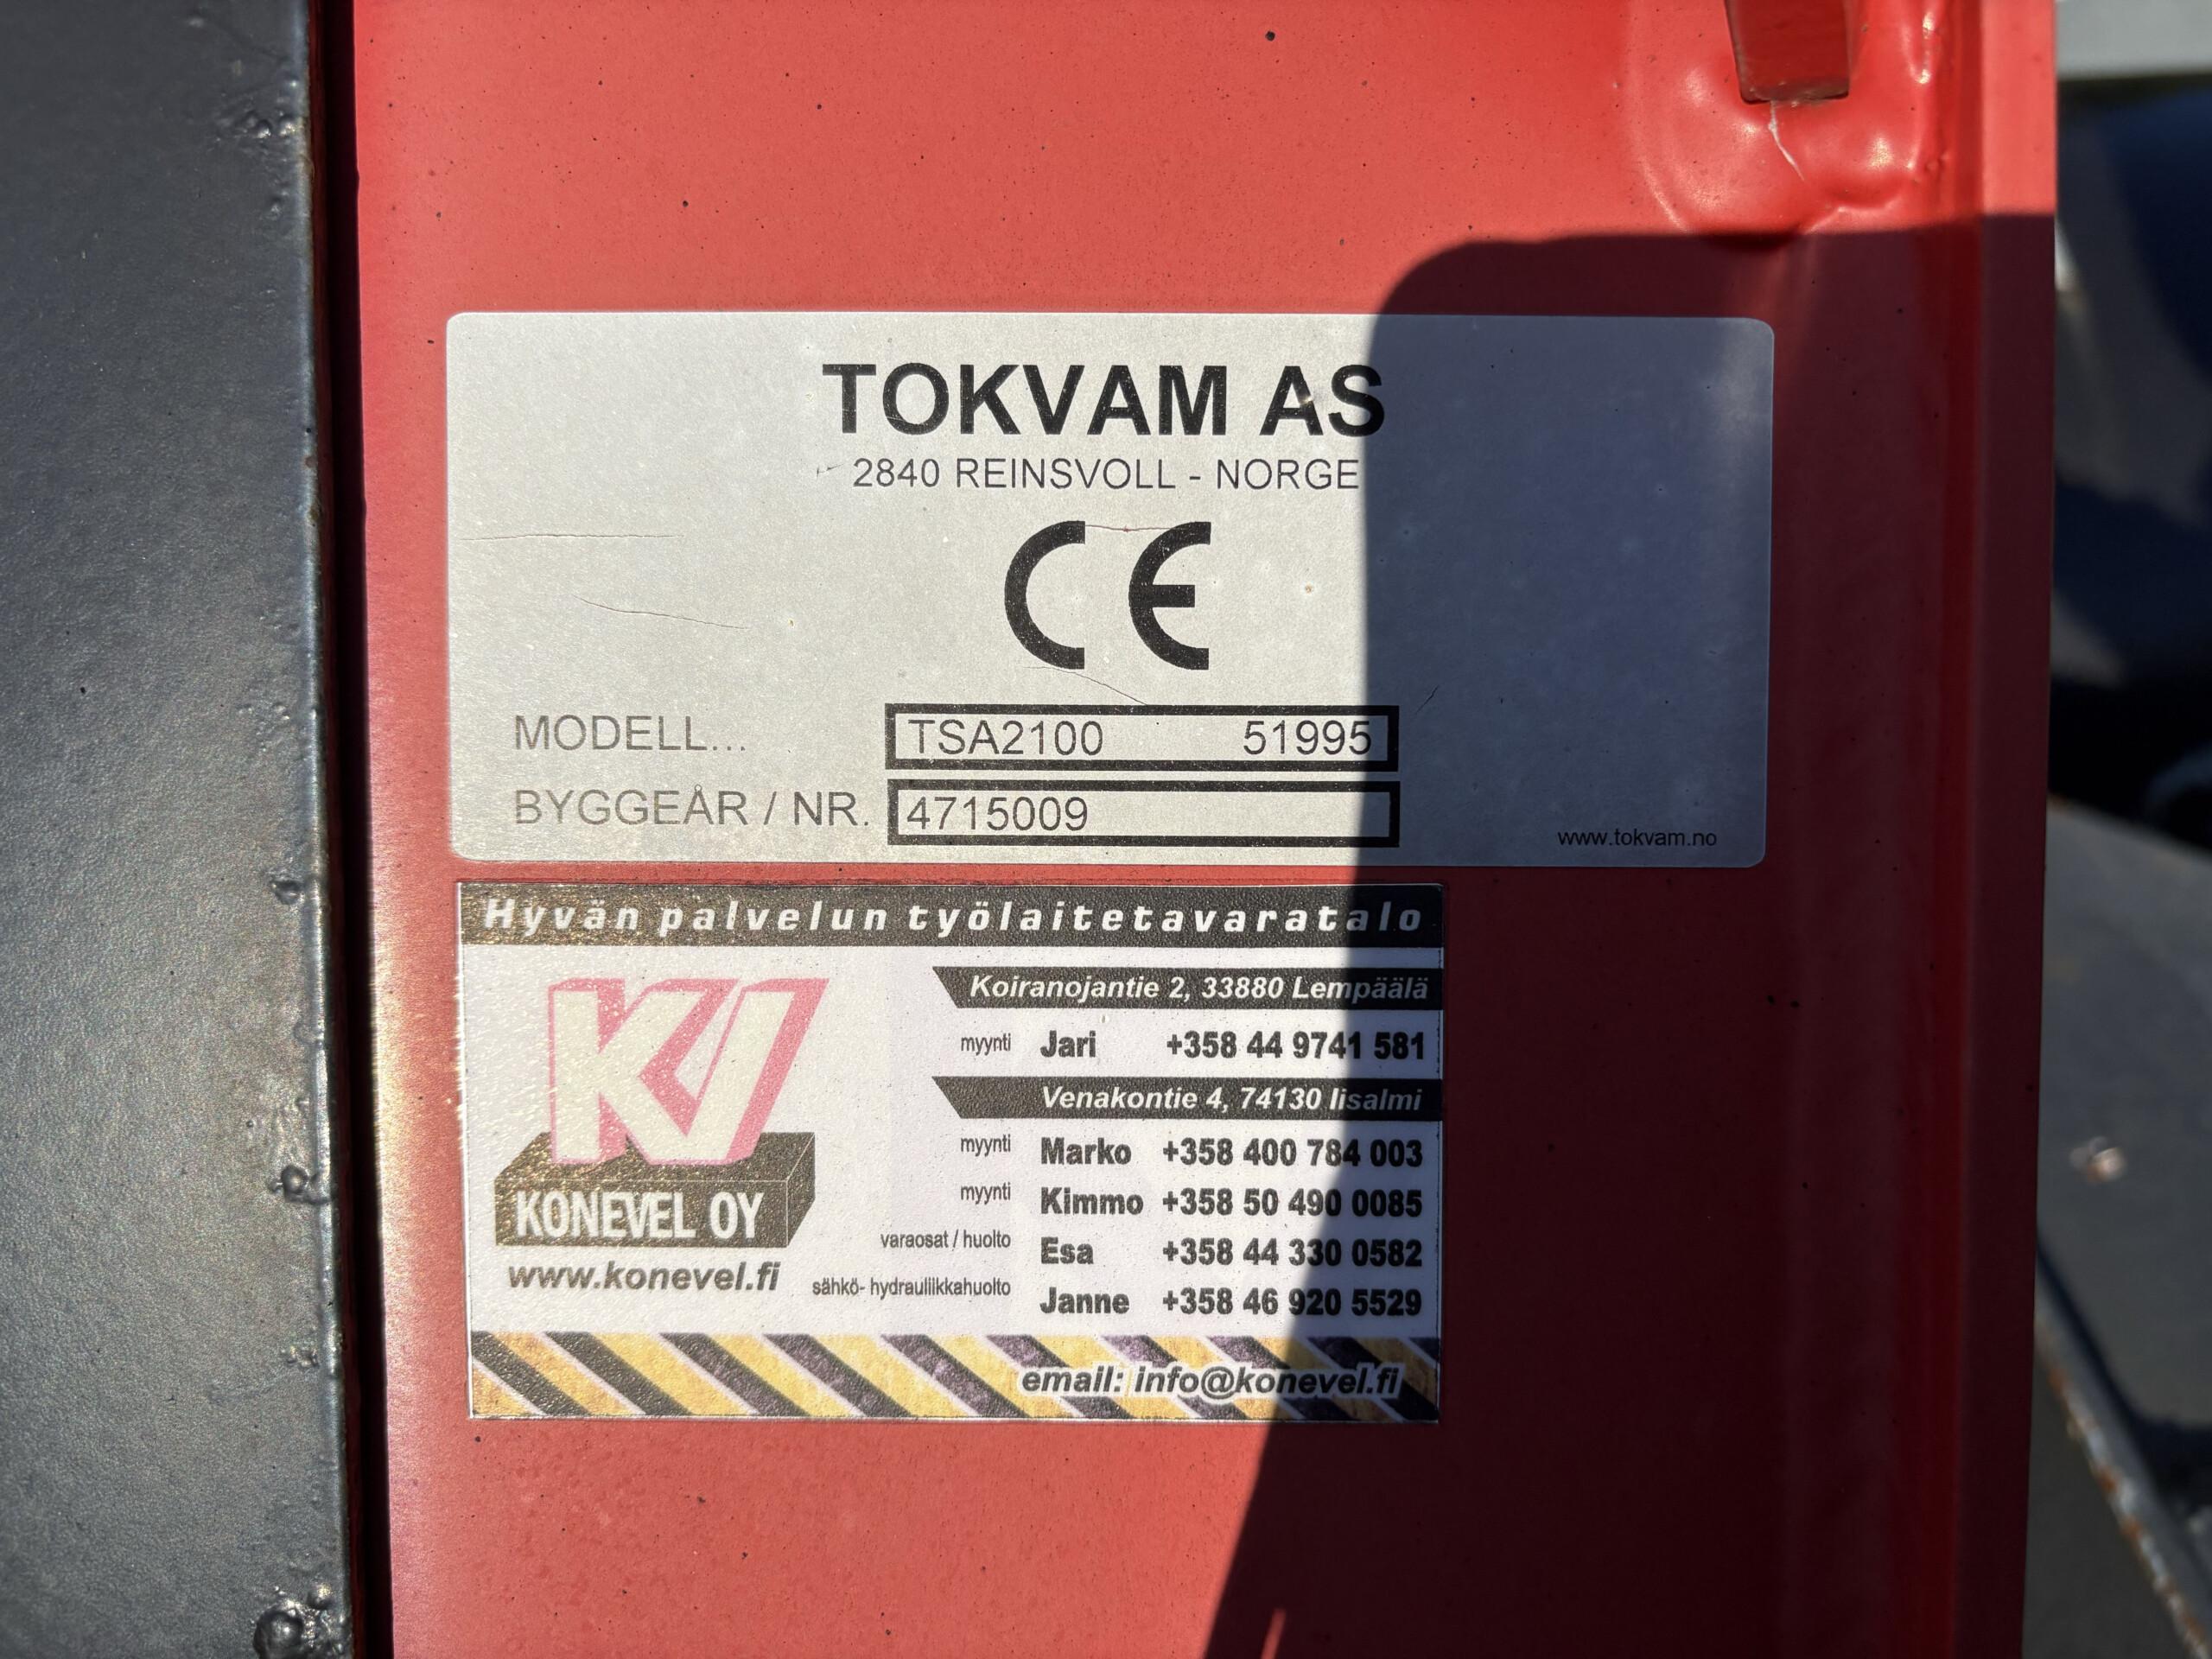 TOKVAM AS
2840 REINSVOLL - NORGE
CE
MODELL... TSA2100 51995
BYGGEÅR / NR. 4715009
www.tokvam.no
Hyvän palvelun työlaitetavaratalo
KV
KONEVEL OY
www.konevel.fi
Koiranojantie 2, 33880 Lempäälä
myynti Jari +358 44 9741 581
Venakontie 4, 74130 Iisalmi
myynti Marko +358 400 784 003
myynti Kimmo +358 50 490 0085
varaosat / huolto Esa +358 44 330 0582
sähkö- hydrauliikkahuolto Janne +358 46 920 5529
email: info@konevel.fi